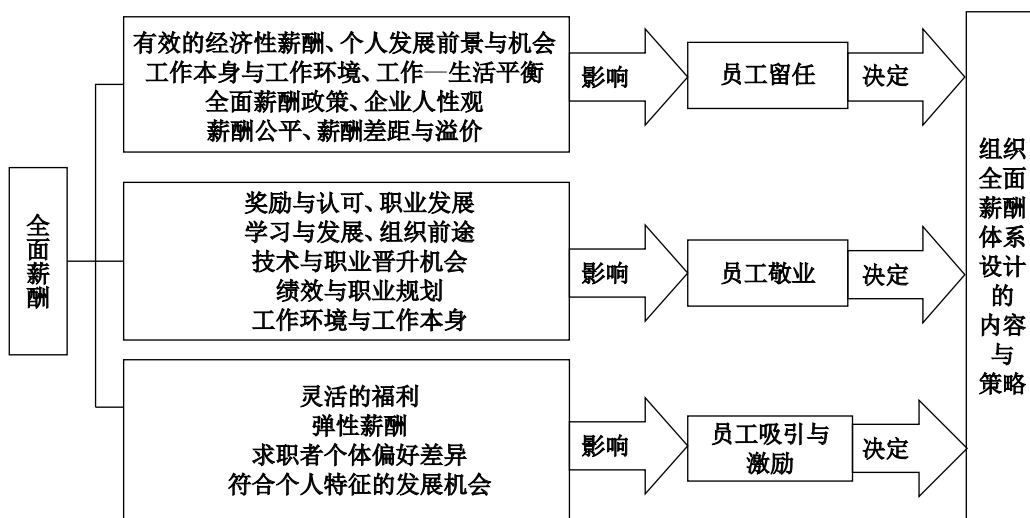 全面薪酬
有效的经济性薪酬、个人发展前景与机会
工作本身与工作环境、工作—生活平衡
全面薪酬政策、企业人性观
薪酬公平、薪酬差距与溢价
影响
员工留任
决定
奖励与认可、职业发展
学习与发展、组织前途
技术与职业晋升机会
绩效与职业规划
工作环境与工作本身
影响
员工敬业
决定
灵活的福利
弹性薪酬
求职者个体偏好差异
符合个人特征的发展机会
影响
员工吸引与
激励
决定
组织
全面
薪酬
体系
设计
的
内容
与
策略